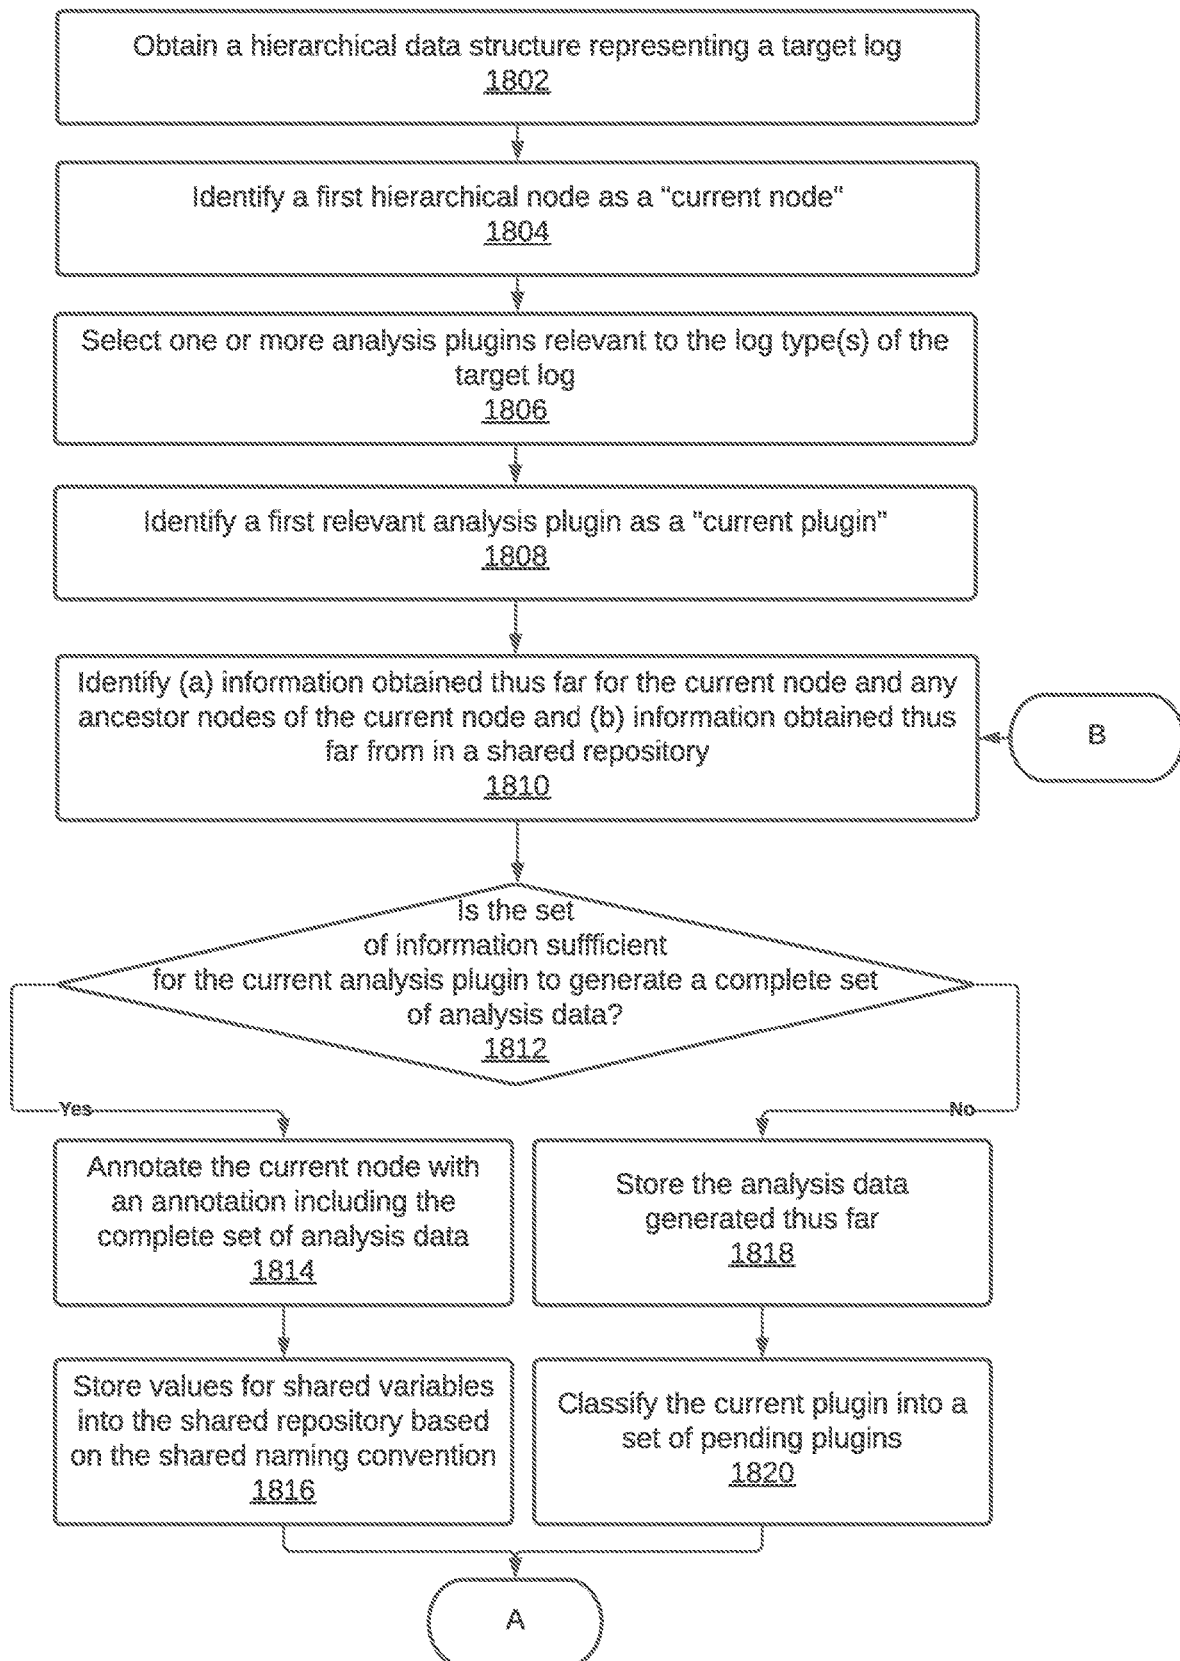 Obtain a hierarchical data structure representing a target log
1802
Identify a first hierarchical node as a "current node"
1804
Select one or more analysis plugins relevant to the log type(s) of the
target log
1806
Identify a first relevant analysis plugin as a "current plugin"
1808
Identify (a) information obtained thus far for the current node and any
ancestor nodes of the current node and (b) information obtained thus
far from in a shared repository
1810
B
Is the set
of information suffficient
for the current analysis plugin to generate a complete set
of analysis data?
1812
Yes
No
Annotate the current node with
an annotation including the
complete set of analysis data
1814
Store the analysis data
generated thus far
1818
Store values for shared variables
into the shared repository based
on the shared naming convention
1816
Classify the current plugin into a
set of pending plugins
1820
A